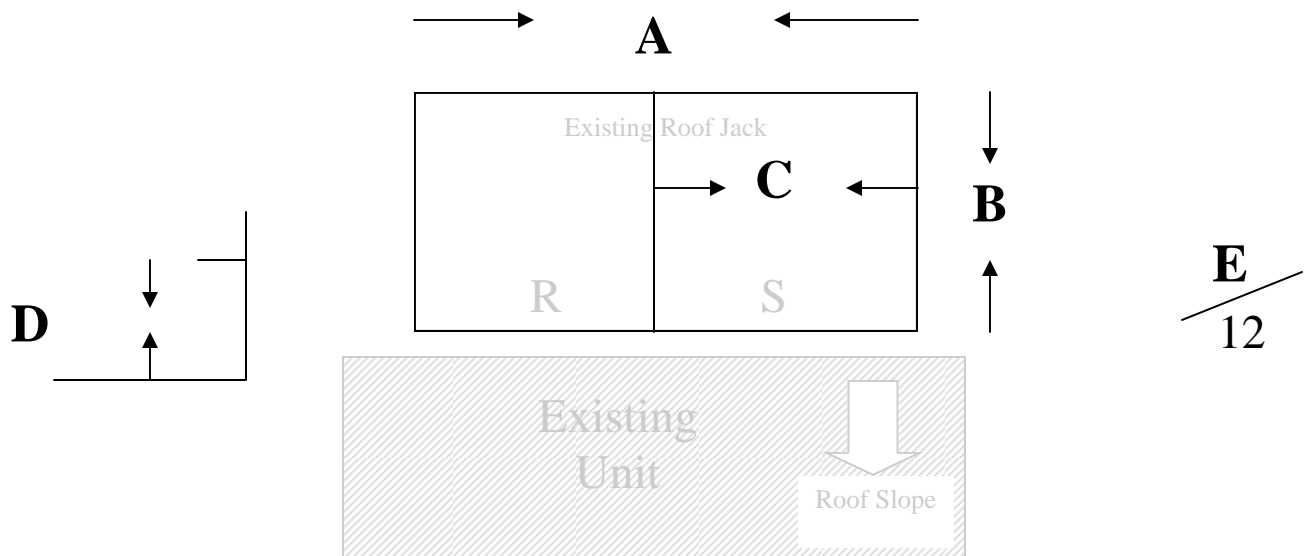 A
Existing Roof Jack
C
B
E
12
R
S
D
Existing
Unit
Roof Slope